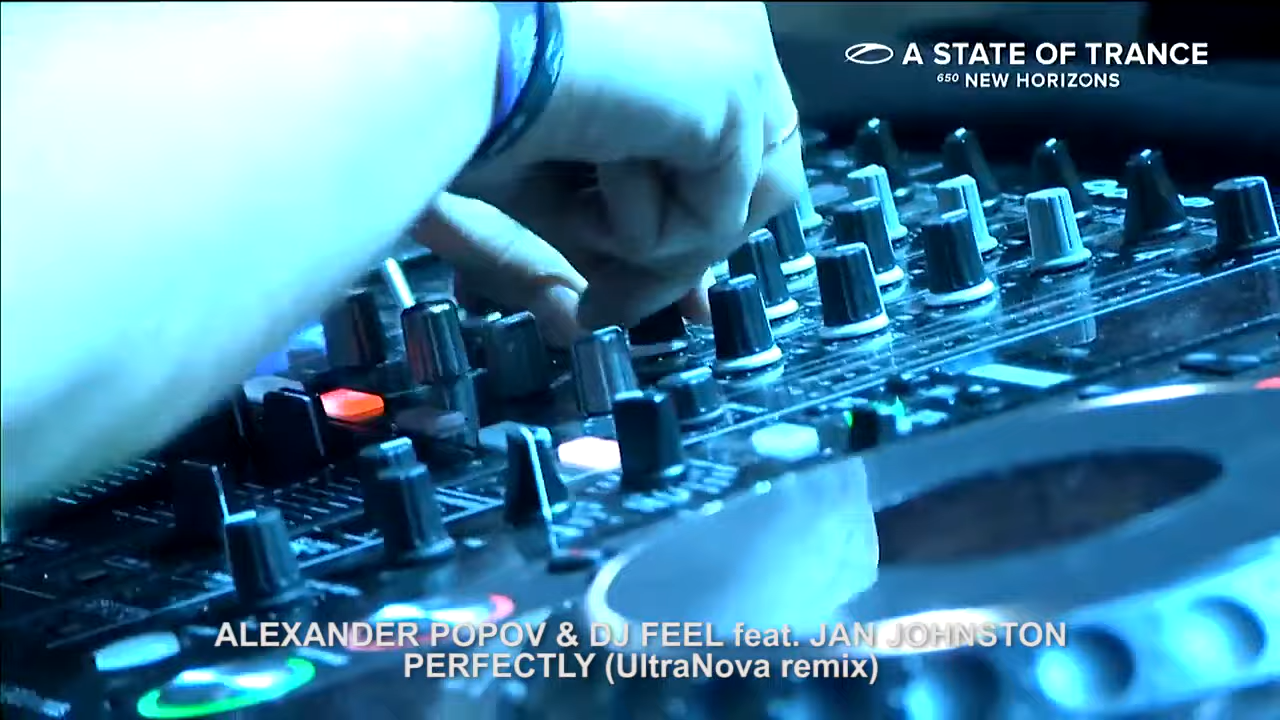 A STATE OF TRANCE
650 NEW HORIZONS
ALEXANDER POPOV & DJ FEEL feat. JAN JOHNSTON
PERFECTLY (UltraNova remix)